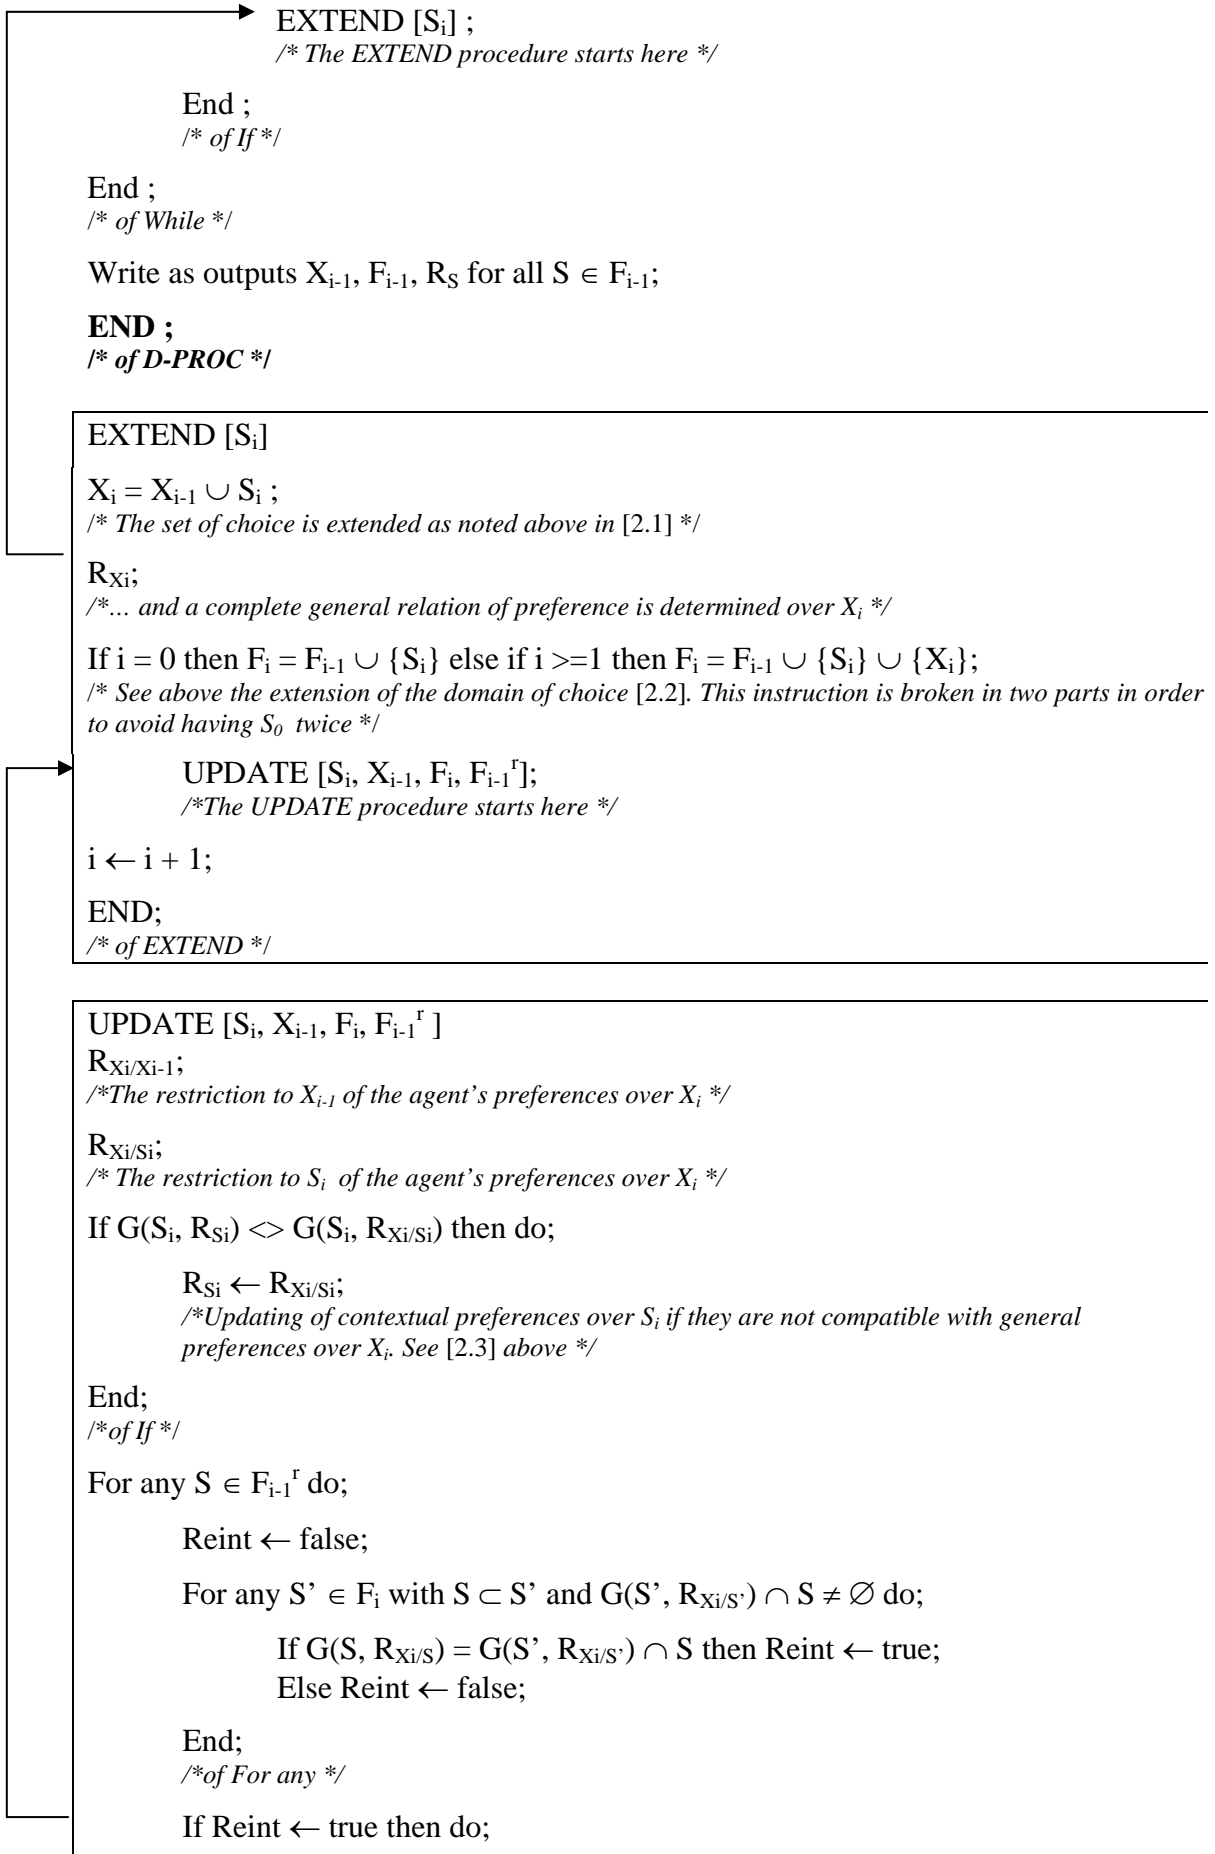 EXTEND [Sᵢ] ;
/* The EXTEND procedure starts here */
End ;
/* of If */
End ;
/* of While */
Write as outputs Xᵢ₋₁, Fᵢ₋₁, R_S for all S ∈ Fᵢ₋₁;
END ;
/* of D-PROC */
EXTEND [Sᵢ]
Xᵢ = Xᵢ₋₁ ∪ Sᵢ ;
/* The set of choice is extended as noted above in [2.1] */
R_Xi;
/*... and a complete general relation of preference is determined over Xᵢ */
If i = 0 then Fᵢ = Fᵢ₋₁ ∪ {Sᵢ} else if i >=1 then Fᵢ = Fᵢ₋₁ ∪ {Sᵢ} ∪ {Xᵢ};
/* See above the extension of the domain of choice [2.2]. This instruction is broken in two parts in order
to avoid having S₀ twice */
UPDATE [Sᵢ, Xᵢ₋₁, Fᵢ, Fᵢ₋₁ʳ];
/*The UPDATE procedure starts here */
i ← i + 1;
END;
/* of EXTEND */
UPDATE [Sᵢ, Xᵢ₋₁, Fᵢ, Fᵢ₋₁ʳ ]
R_Xi/Xi-1;
/*The restriction to Xᵢ₋₁ of the agent’s preferences over Xᵢ */
R_Xi/Si;
/* The restriction to Sᵢ of the agent’s preferences over Xᵢ */
If G(Sᵢ, R_Si) <> G(Sᵢ, R_Xi/Si) then do;
R_Si ← R_Xi/Si;
/*Updating of contextual preferences over Sᵢ if they are not compatible with general
preferences over Xᵢ. See [2.3] above */
End;
/*of If */
For any S ∈ Fᵢ₋₁ʳ do;
Reint ← false;
For any S’ ∈ Fᵢ with S ⊂ S’ and G(S’, R_Xi/S’) ∩ S ≠ ∅ do;
If G(S, R_Xi/S) = G(S’, R_Xi/S’) ∩ S then Reint ← true;
Else Reint ← false;
End;
/*of For any */
If Reint ← true then do;